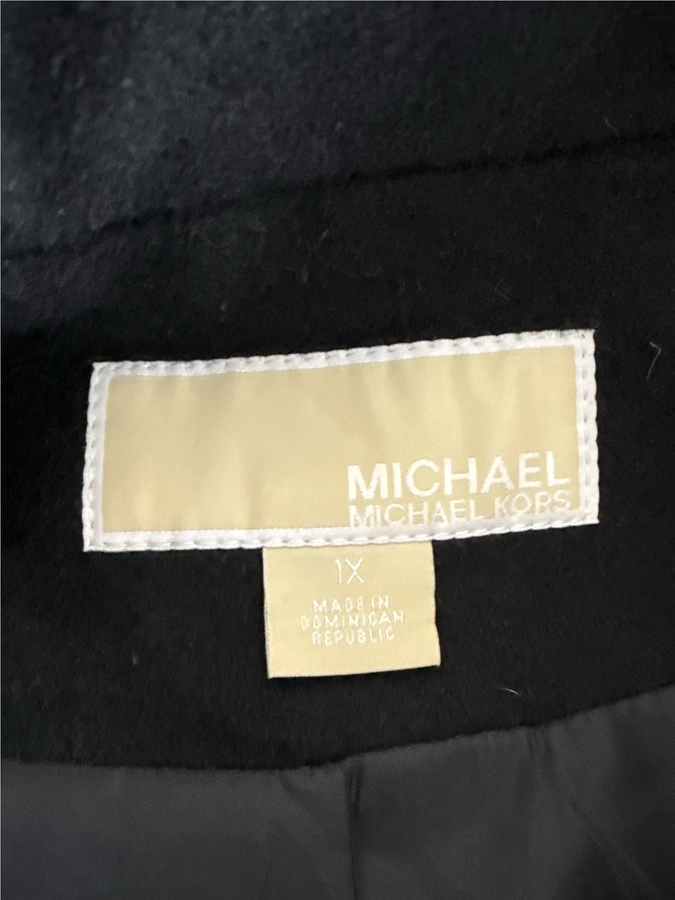 MICHAEL
MICHAEL KORS
1X
MADE IN
DOMINICAN
REPUBLIC